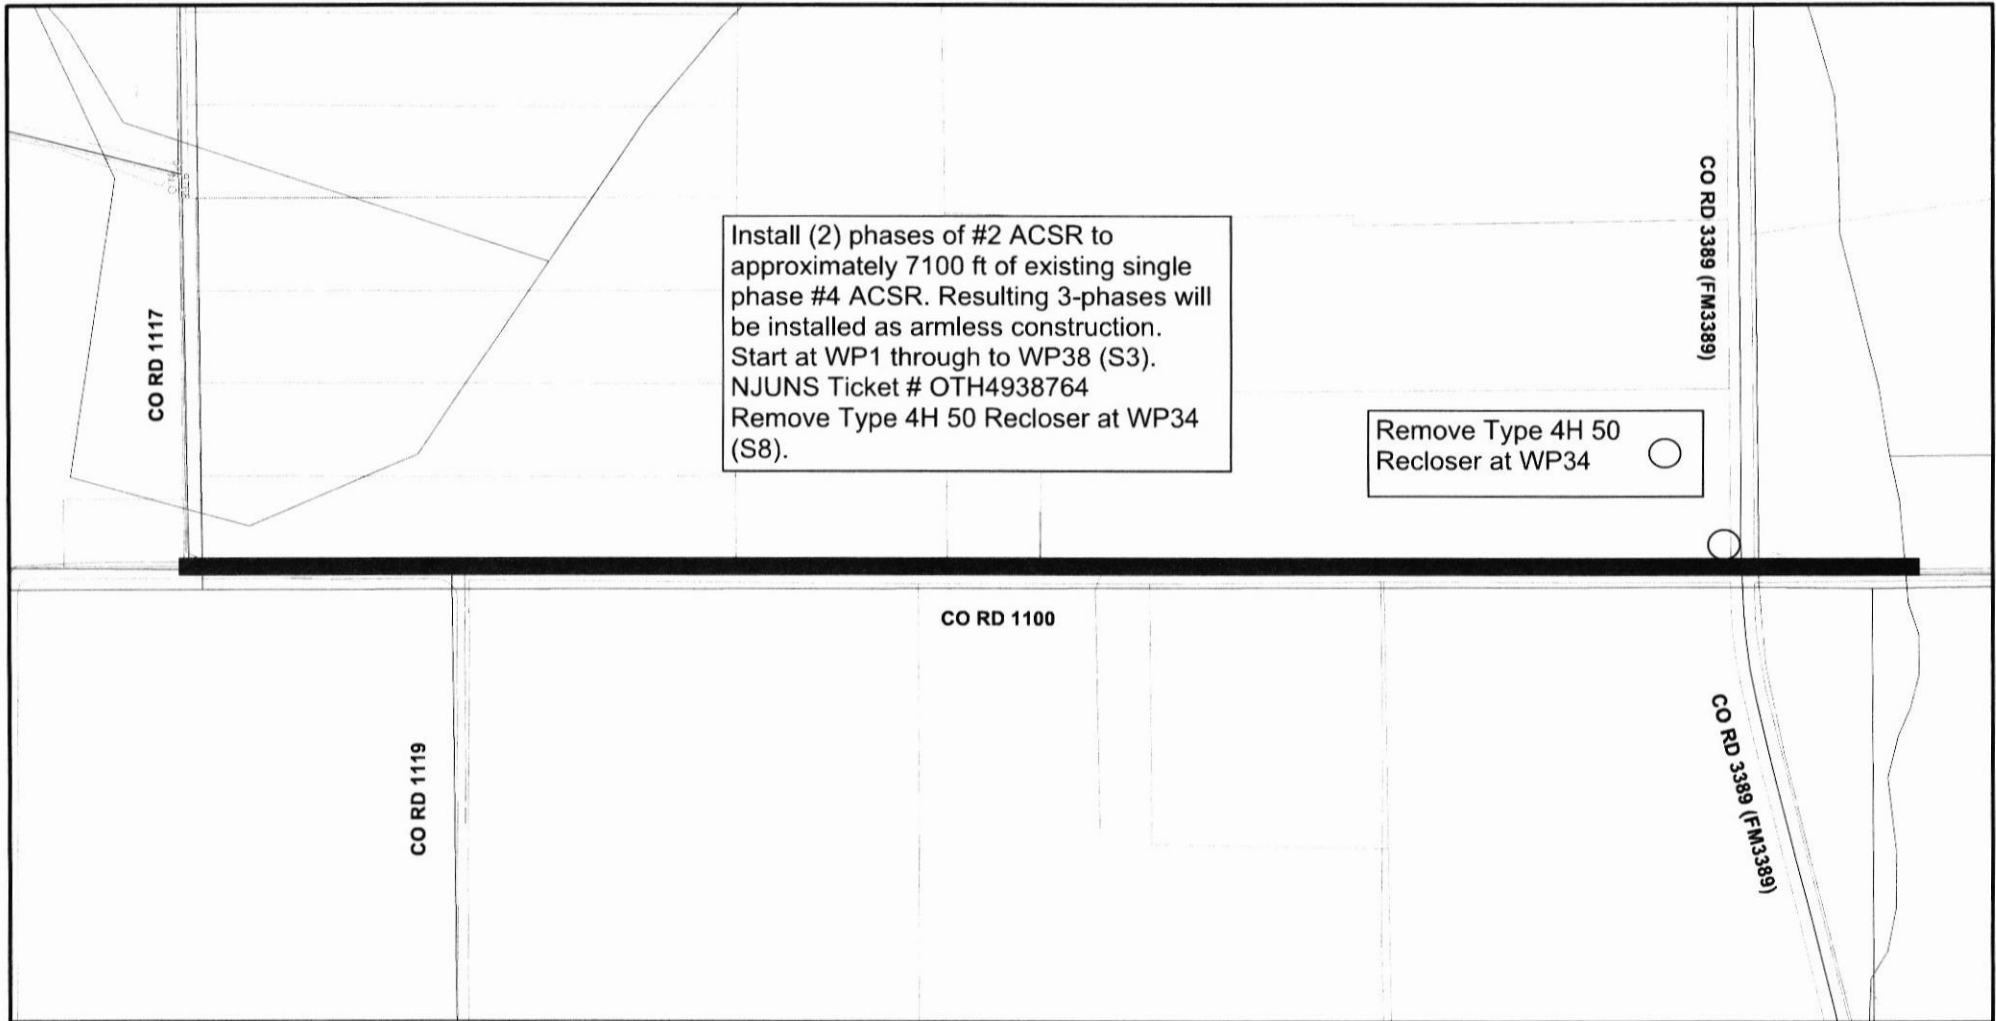 Install (2) phases of #2 ACSR to
approximately 7100 ft of existing single
phase #4 ACSR. Resulting 3-phases will
be installed as armless construction.
Start at WP1 through to WP38 (S3).
NJUNS Ticket # OTH4938764
Remove Type 4H 50 Recloser at WP34
(S8).
CO RD 3389 (FM3389)
CO RD 1117
Remove Type 4H 50
Recloser at WP34
CO RD 1100
CO RD 1119
CO RD 3389 (FM3389)